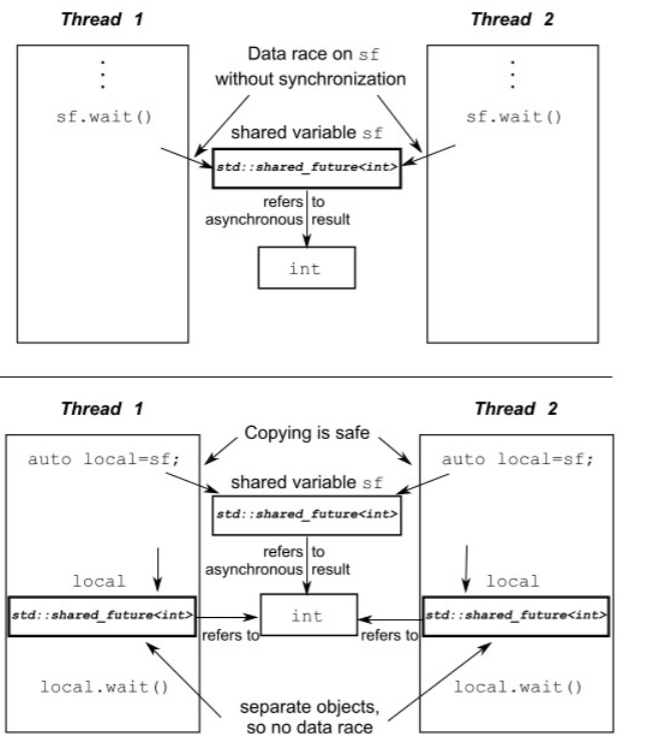 Thread 1
Thread 2
Data race on sf
without synchronization
sf.wait()
sf.wait()
shared variable sf
std::shared_future<int>
refers to
asynchronous result
int
Thread 1
Thread 2
Copying is safe
auto local=sf;
auto local=sf;
shared variable sf
std::shared_future<int>
refers to
asynchronous result
local
local
std::shared_future<int>
int
std::shared_future<int>
refers to
refers to
local.wait()
local.wait()
separate objects,
so no data race